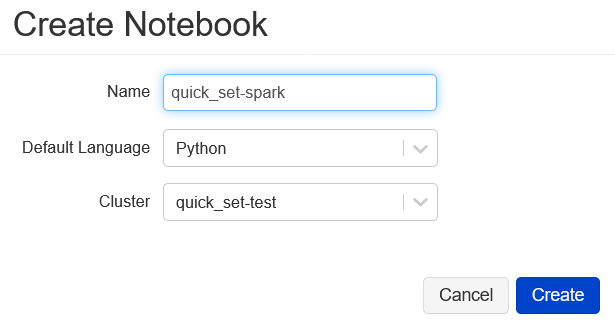 Create Notebook
Name quick_set-spark
Default Language Python
Cluster quick_set-test
Cancel Create